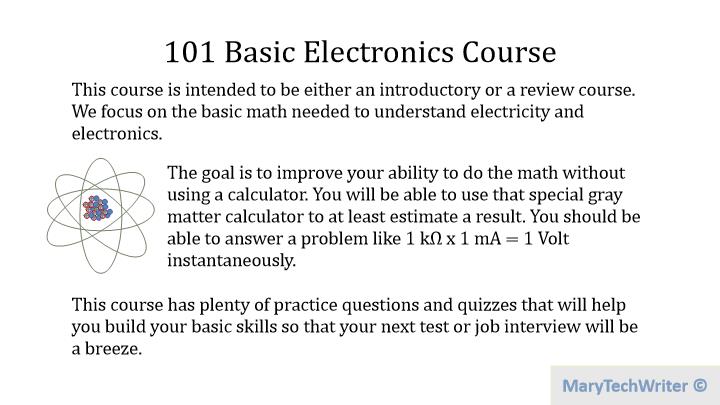 101 Basic Electronics Course
This course is intended to be either an introductory or a review course.
We focus on the basic math needed to understand electricity and
electronics.
The goal is to improve your ability to do the math without
using a calculator. You will be able to use that special gray
matter calculator to at least estimate a result. You should be
able to answer a problem like 1 kΩ x 1 mA = 1 Volt
instantaneously.
This course has plenty of practice questions and quizzes that will help
you build your basic skills so that your next test or job interview will be
a breeze.
MaryTechWriter ©